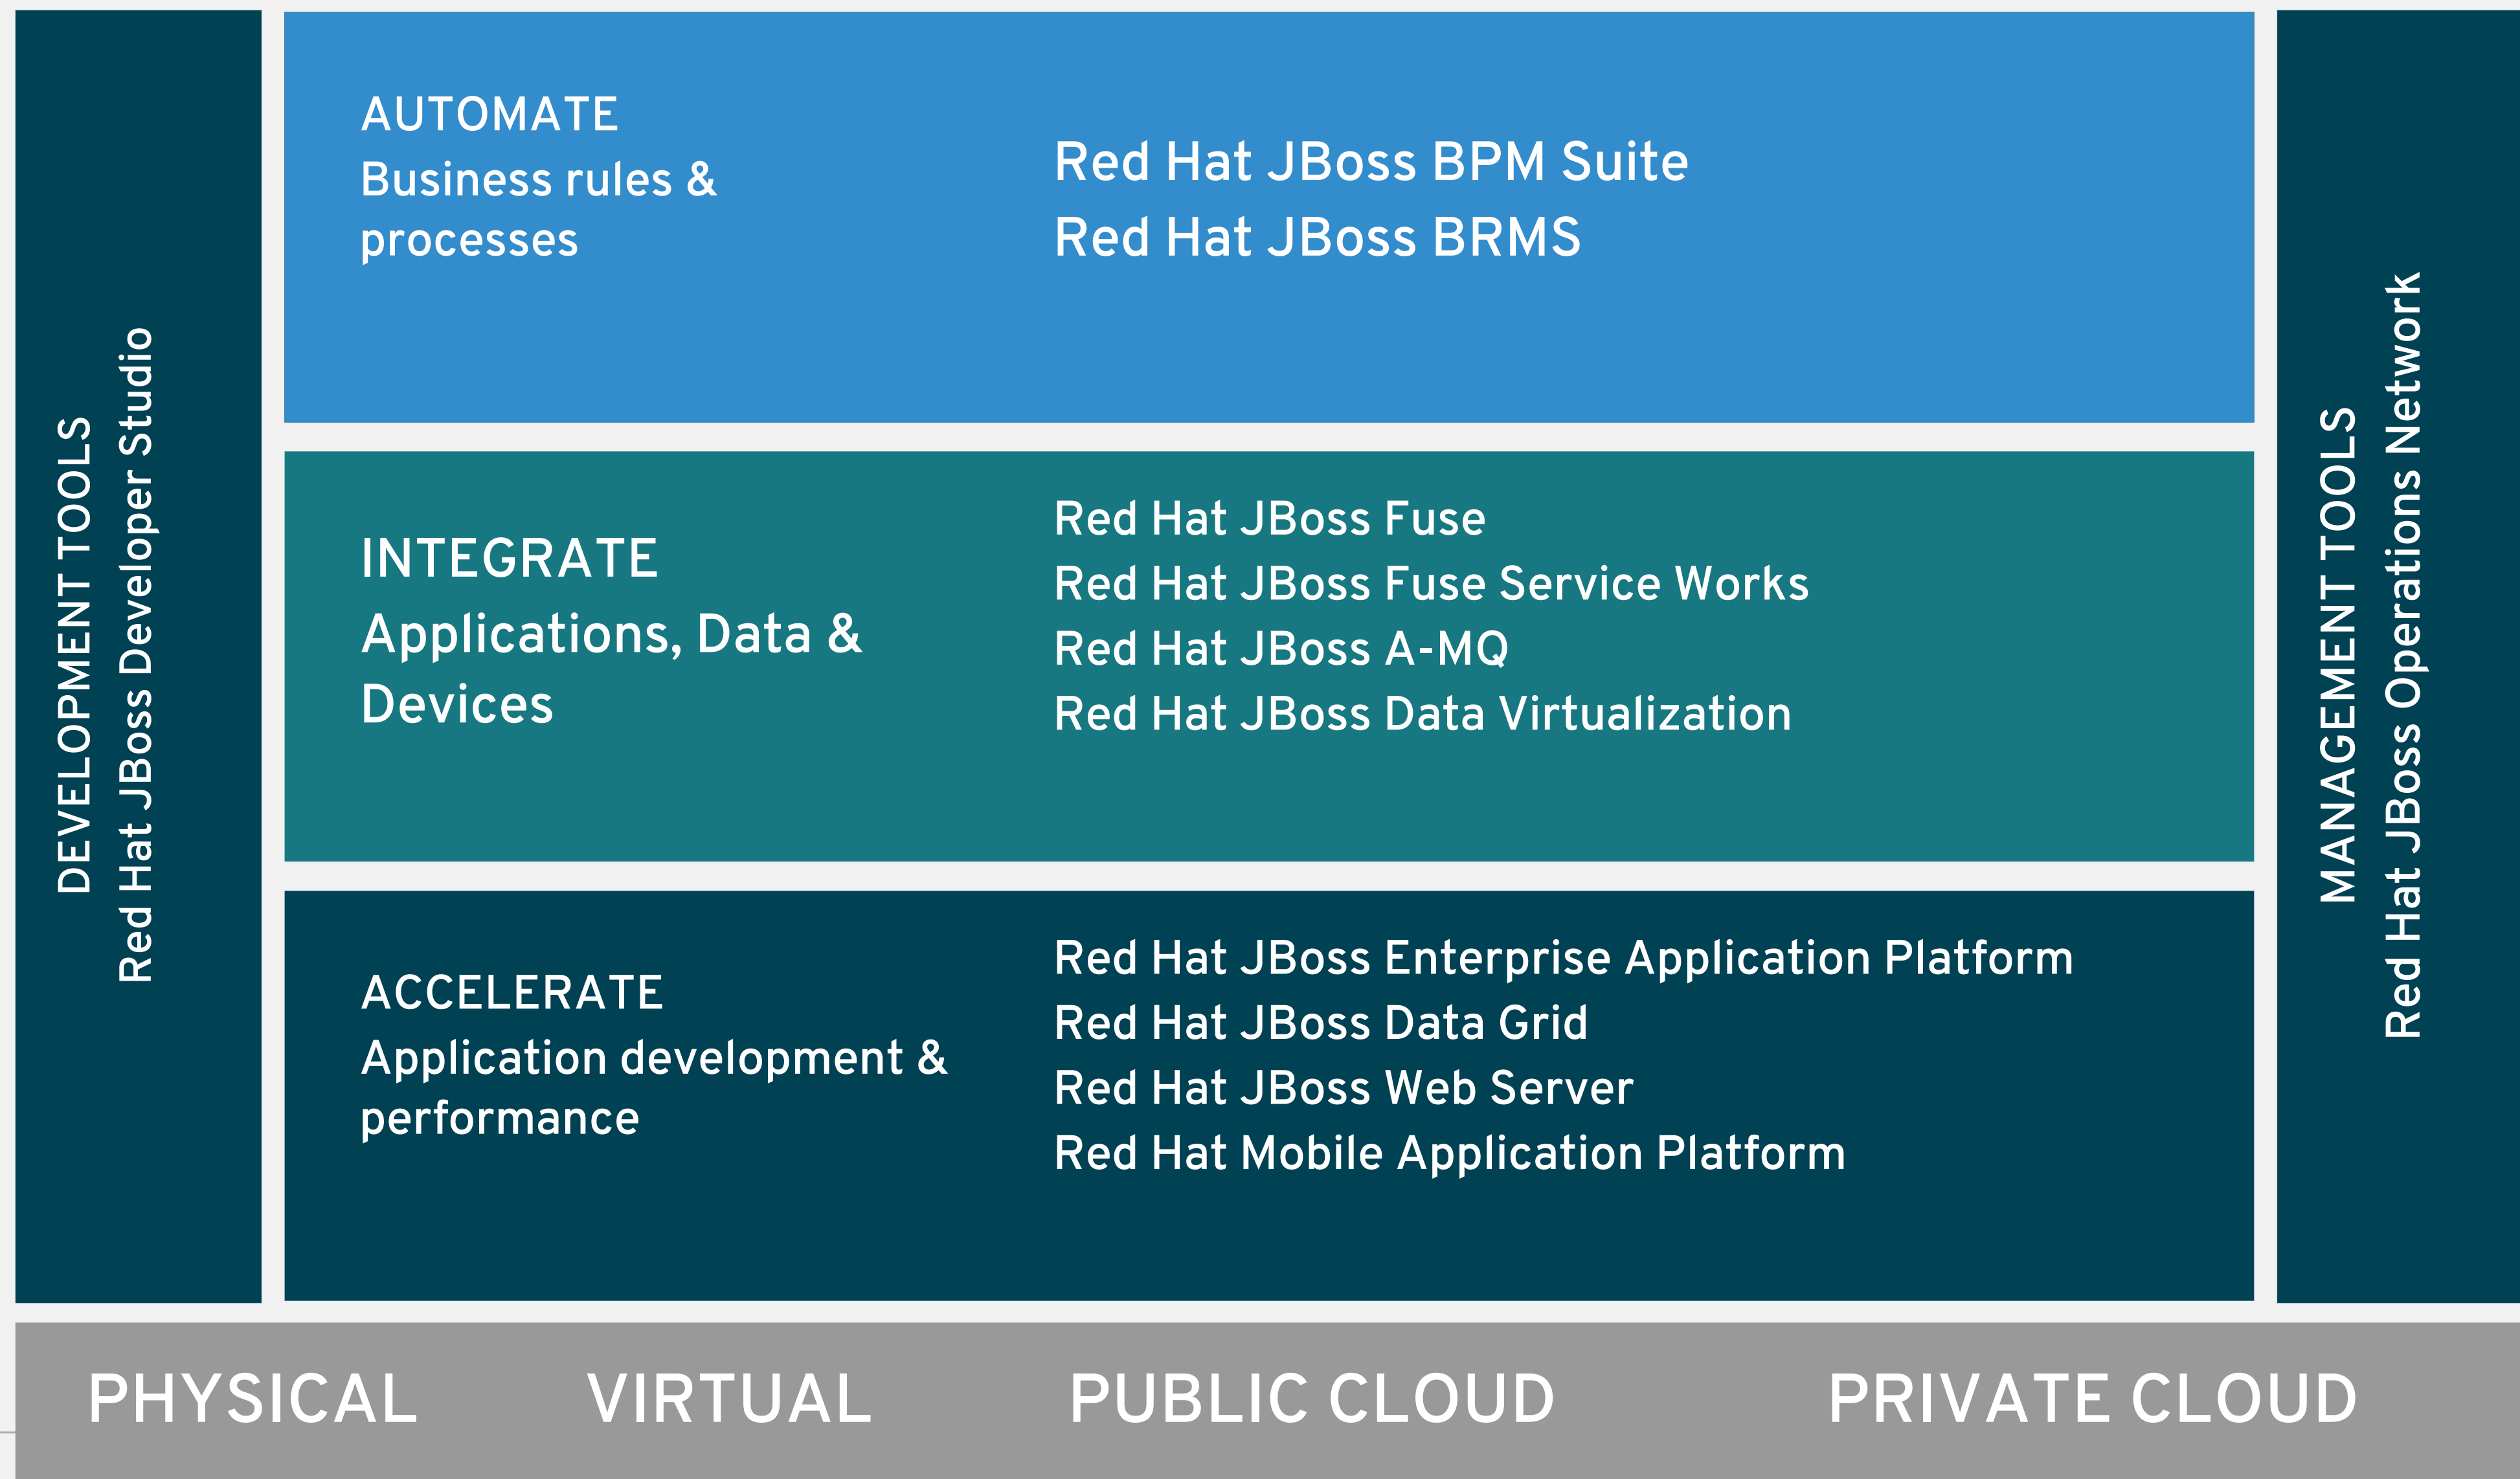 DEVELOPMENT TOOLS
Red Hat JBoss Developer Studio
AUTOMATE
Business rules &
processes
Red Hat JBoss BPM Suite
Red Hat JBoss BRMS
INTEGRATE
Applications, Data &
Devices
Red Hat JBoss Fuse
Red Hat JBoss Fuse Service Works
Red Hat JBoss A-MQ
Red Hat JBoss Data Virtualization
ACCELERATE
Application development &
performance
Red Hat JBoss Enterprise Application Platform
Red Hat JBoss Data Grid
Red Hat JBoss Web Server
Red Hat Mobile Application Platform
MANAGEMENT TOOLS
Red Hat JBoss Operations Network
PHYSICAL VIRTUAL PUBLIC CLOUD PRIVATE CLOUD